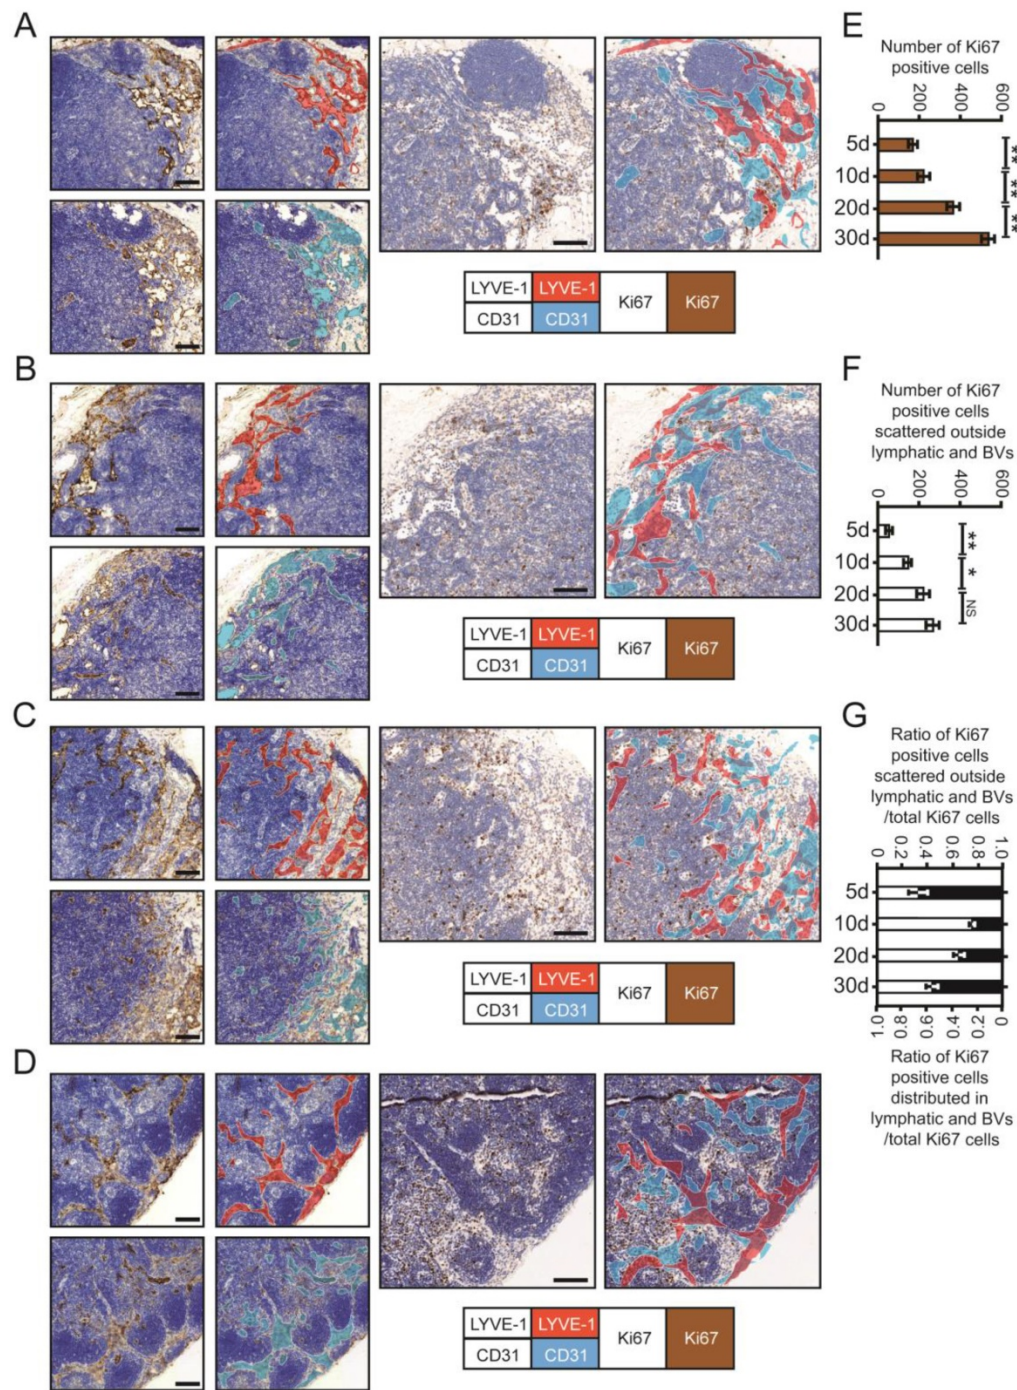 A
LYVE-1 LYVE-1 Ki67 Ki67
CD31 CD31
B
LYVE-1 LYVE-1 Ki67 Ki67
CD31 CD31
C
LYVE-1 LYVE-1 Ki67 Ki67
CD31 CD31
D
LYVE-1 LYVE-1 Ki67 Ki67
CD31 CD31
E
Number of Ki67
positive cells
0 200 400 600
5d
**
10d
**
20d
**
30d
F
Number of Ki67
positive cells
scattered outside
lymphatic and BVs
0 200 400 600
5d
**
10d
*
20d
NS
30d
G
Ratio of Ki67
positive cells
scattered outside
lymphatic and BVs
/total Ki67 cells
0 0.2 0.4 0.6 0.8 1.0
5d
10d
20d
30d
1.0 0.8 0.6 0.4 0.2 0
Ratio of Ki67
positive cells
distributed in
lymphatic and BVs
/total Ki67 cells